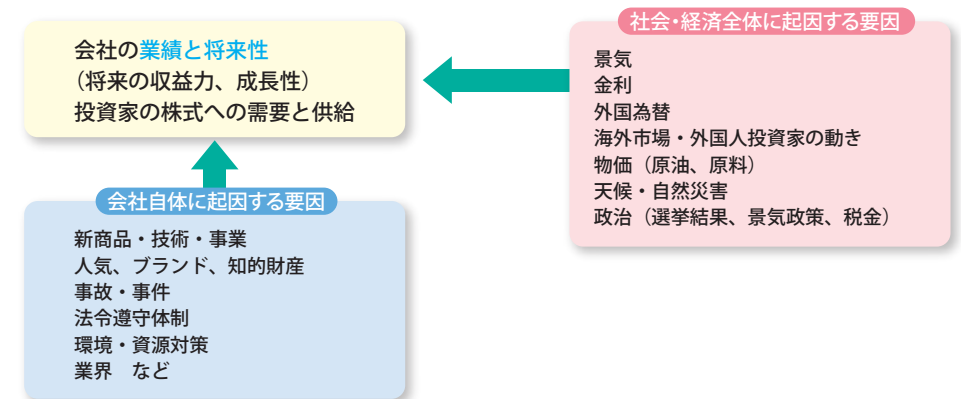 会社の業績と将来性
（将来の収益力、成長性）
投資家の株式への需要と供給
社会・経済全体に起因する要因
景気
金利
外国為替
海外市場・外国人投資家の動き
物価（原油、原料）
天候・自然災害
政治（選挙結果、景気政策、税金）
会社自体に起因する要因
新商品・技術・事業
人気、ブランド、知的財産
事故・事件
法令遵守体制
環境・資源対策
業界　など